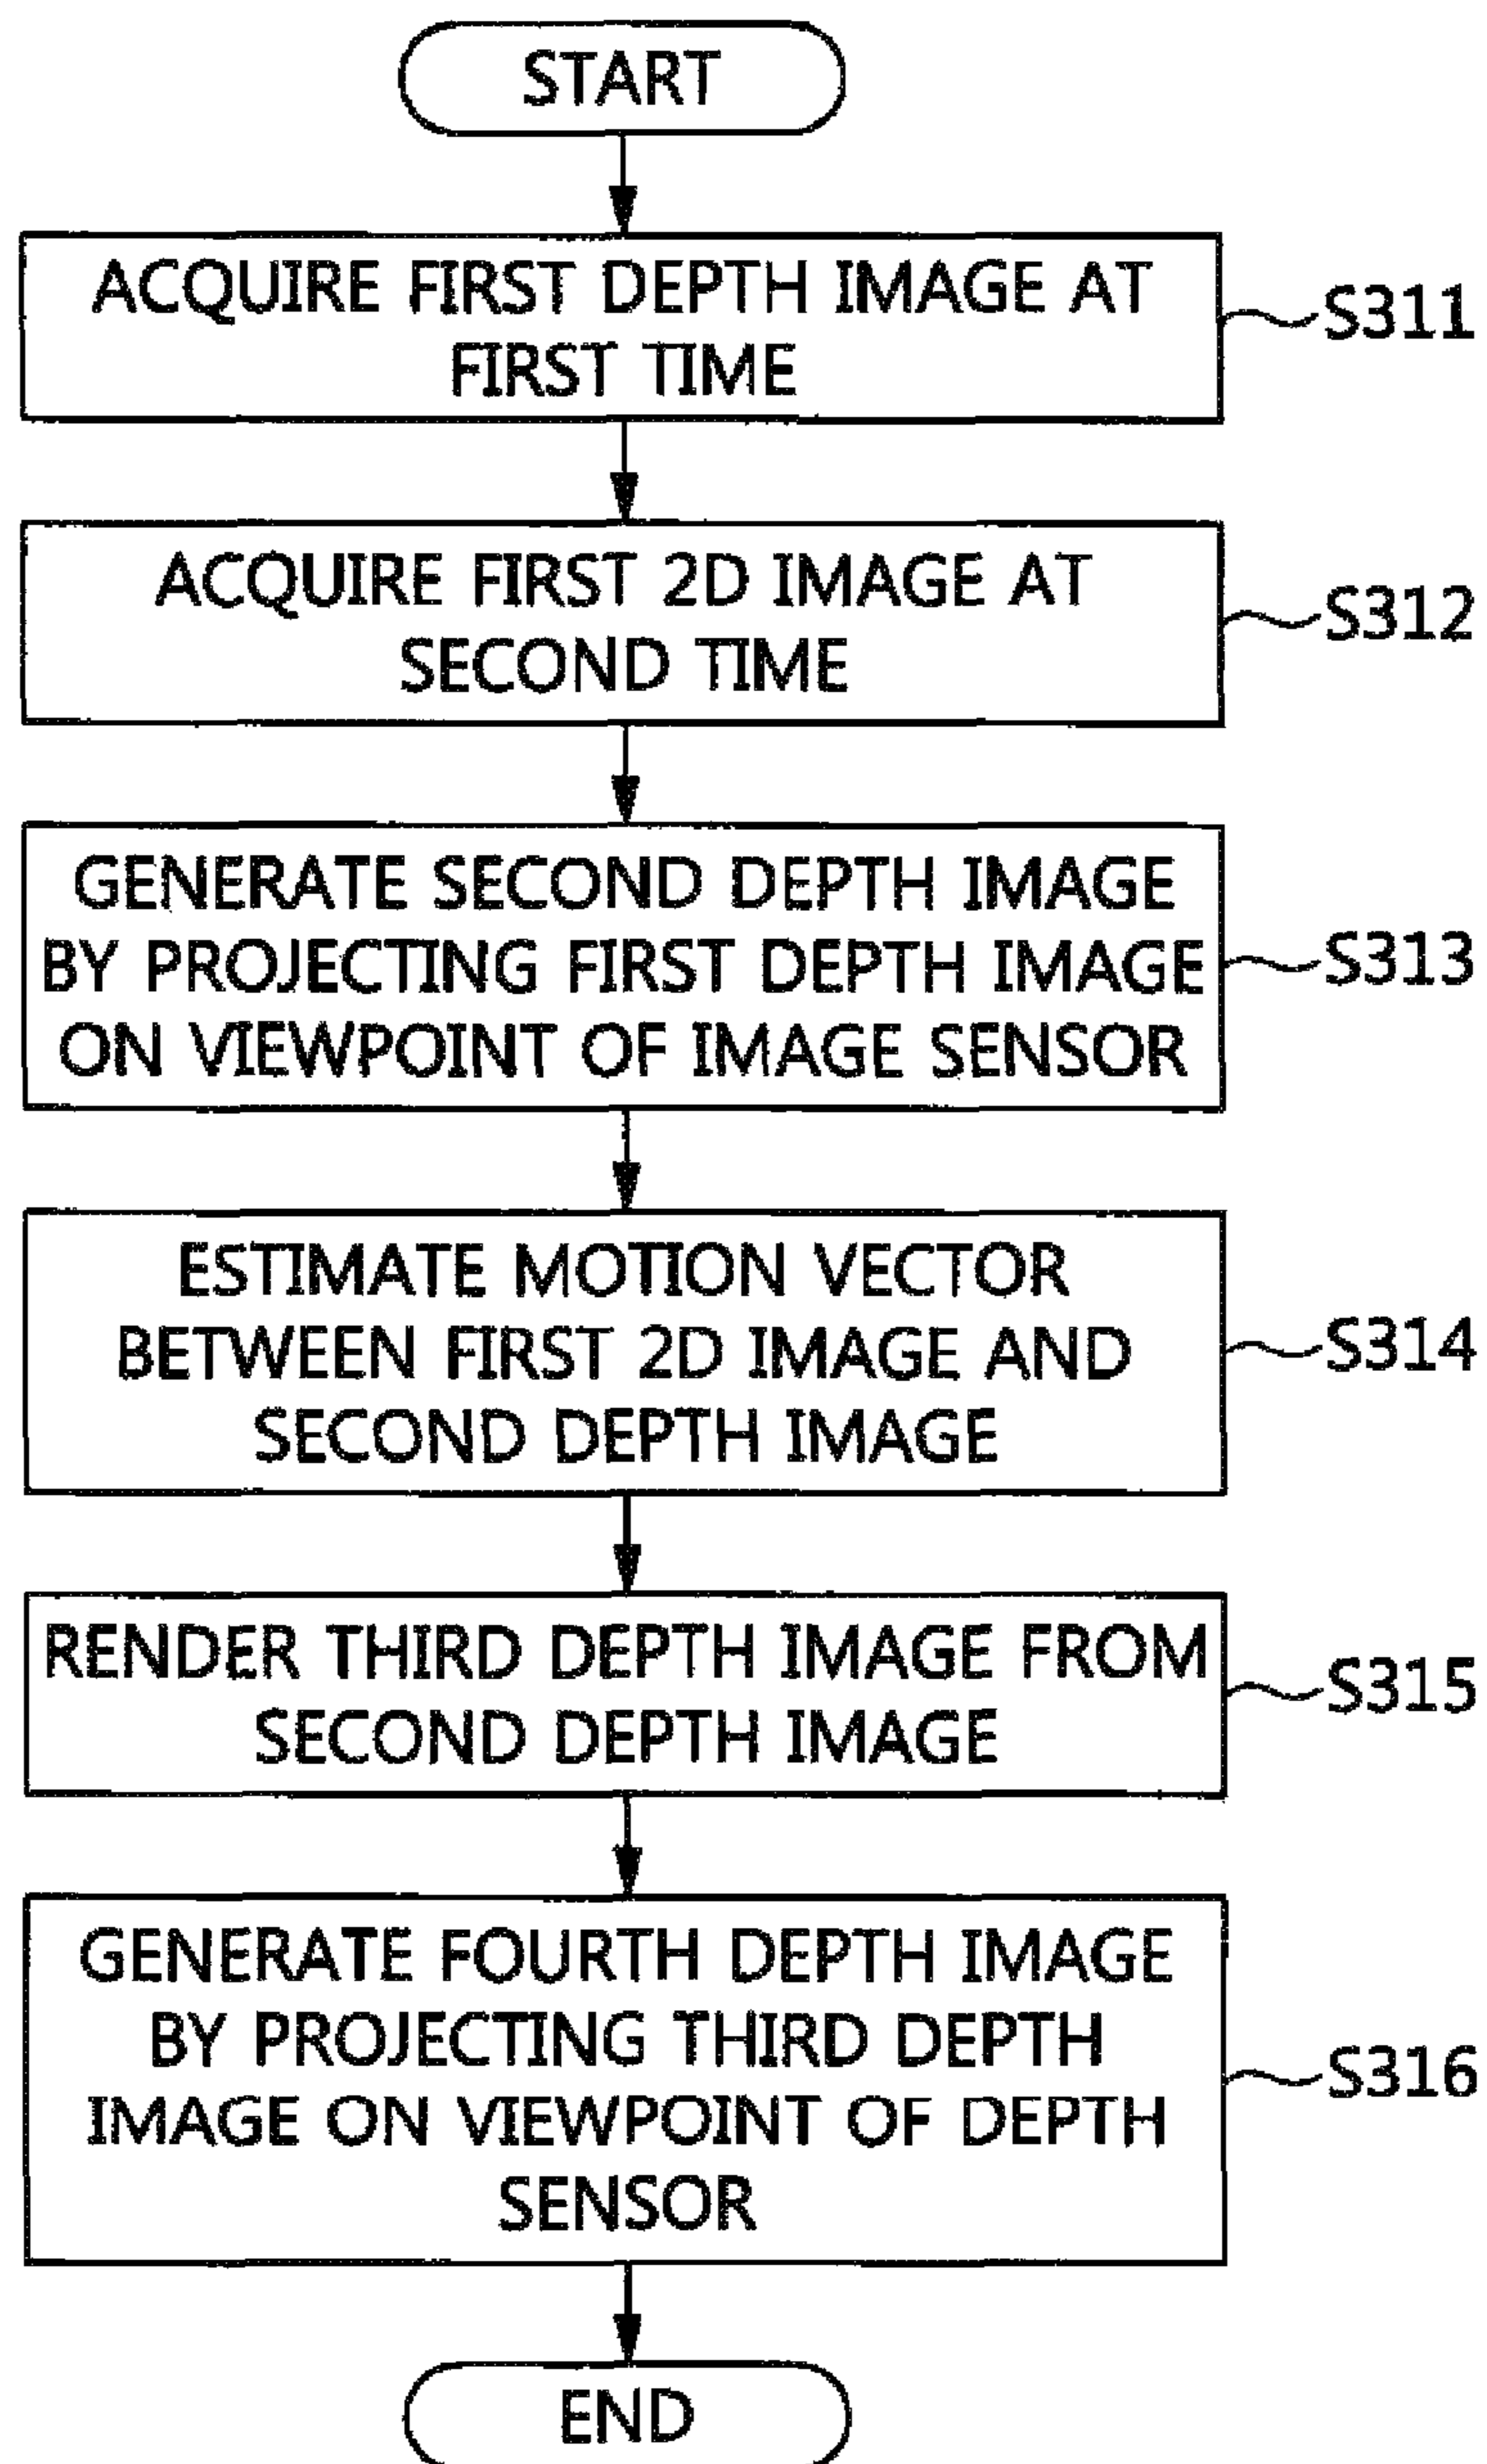 START
ACQUIRE FIRST DEPTH IMAGE AT
FIRST TIME
S311
ACQUIRE FIRST 2D IMAGE AT
SECOND TIME
S312
GENERATE SECOND DEPTH IMAGE
BY PROJECTING FIRST DEPTH IMAGE
ON VIEWPOINT OF IMAGE SENSOR
S313
ESTIMATE MOTION VECTOR
BETWEEN FIRST 2D IMAGE AND
SECOND DEPTH IMAGE
S314
RENDER THIRD DEPTH IMAGE FROM
SECOND DEPTH IMAGE
S315
GENERATE FOURTH DEPTH IMAGE
BY PROJECTING THIRD DEPTH
IMAGE ON VIEWPOINT OF DEPTH
SENSOR
S316
END